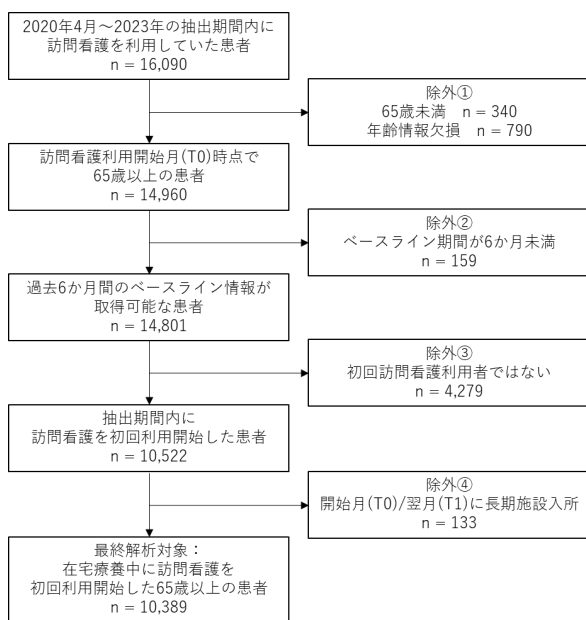 2020年4月～2023年の抽出期間内に
訪問看護を利用していた患者
n = 16,090
除外①
65歳未満　n = 340
年齢情報欠損　n = 790
訪問看護利用開始月(T0)時点で
65歳以上の患者
n = 14,960
除外②
ベースライン期間が6か月未満
n = 159
過去6か月間のベースライン情報が
取得可能な患者
n = 14,801
除外③
初回訪問看護利用者ではない
n = 4,279
抽出期間内に
訪問看護を初回利用開始した患者
n = 10,522
除外④
開始月(T0)/翌月(T1)に長期施設入所
n = 133
最終解析対象：
在宅療養中に訪問看護を
初回利用開始した65歳以上の患者
n = 10,389